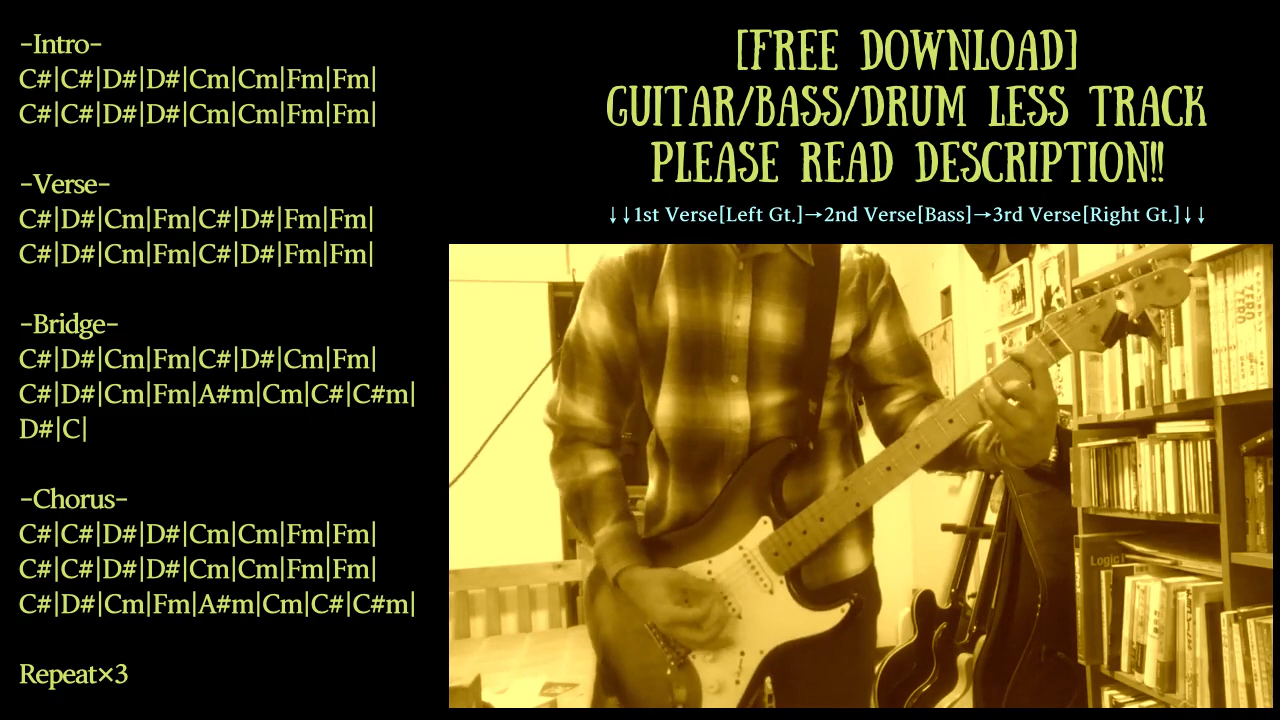 -Intro-
C#|C#|D#|D#|Cm|Cm|Fm|Fm|
C#|C#|D#|D#|Cm|Cm|Fm|Fm|
-Verse-
C#|D#|Cm|Fm|C#|D#|Fm|Fm|
C#|D#|Cm|Fm|C#|D#|Fm|Fm|
-Bridge-
C#|D#|Cm|Fm|C#|D#|Cm|Fm|
C#|D#|Cm|Fm|A#m|Cm|C#|C#m|
D#|C|
-Chorus-
C#|C#|D#|D#|Cm|Cm|Fm|Fm|
C#|C#|D#|D#|Cm|Cm|Fm|Fm|
C#|D#|Cm|Fm|A#m|Cm|C#|C#m|
Repeat×3
[FREE DOWNLOAD]
GUITAR/BASS/DRUM LESS TRACK
PLEASE READ DESCRIPTION!!
↓↓1st Verse[Left Gt.]→2nd Verse[Bass]→3rd Verse[Right Gt.]↓↓
Logic